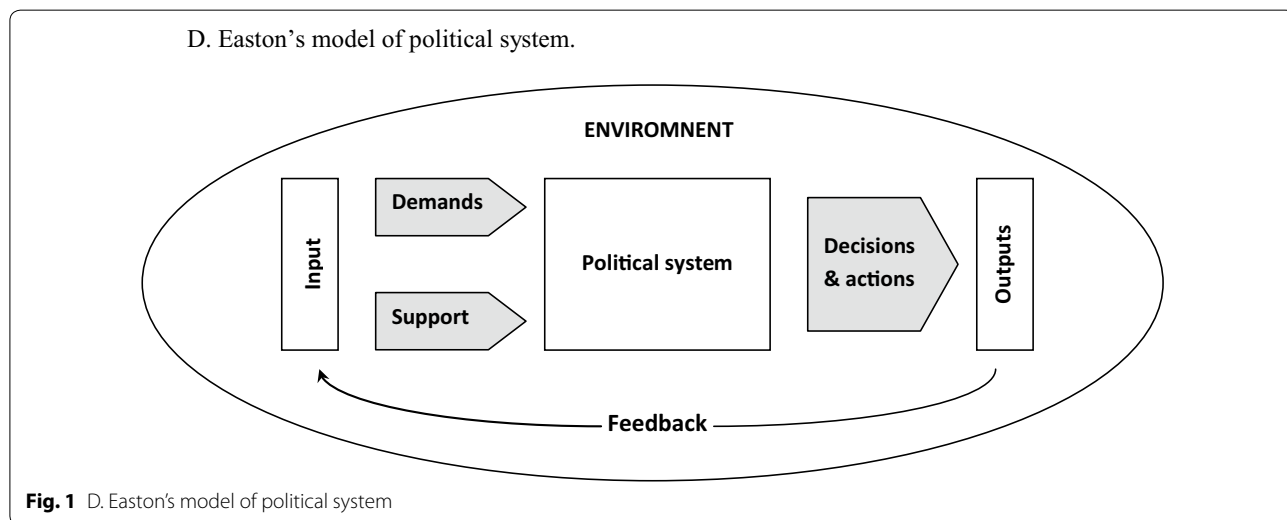 D. Easton’s model of political system.
ENVIROMNENT
Input
Demands
Support
Political system
Decisions
& actions
Outputs
Feedback
Fig. 1 D. Easton’s model of political system